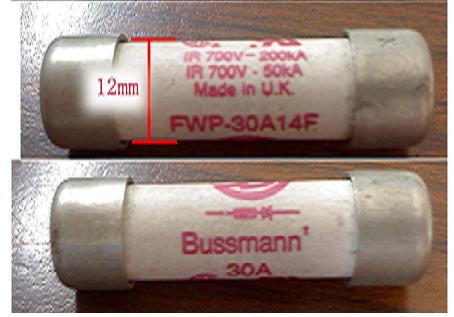 12mm
IR 700V~ 200kA
IR 700V - 50kA
Made in U.K.
FWP-30A14F
Bussmann†
30A